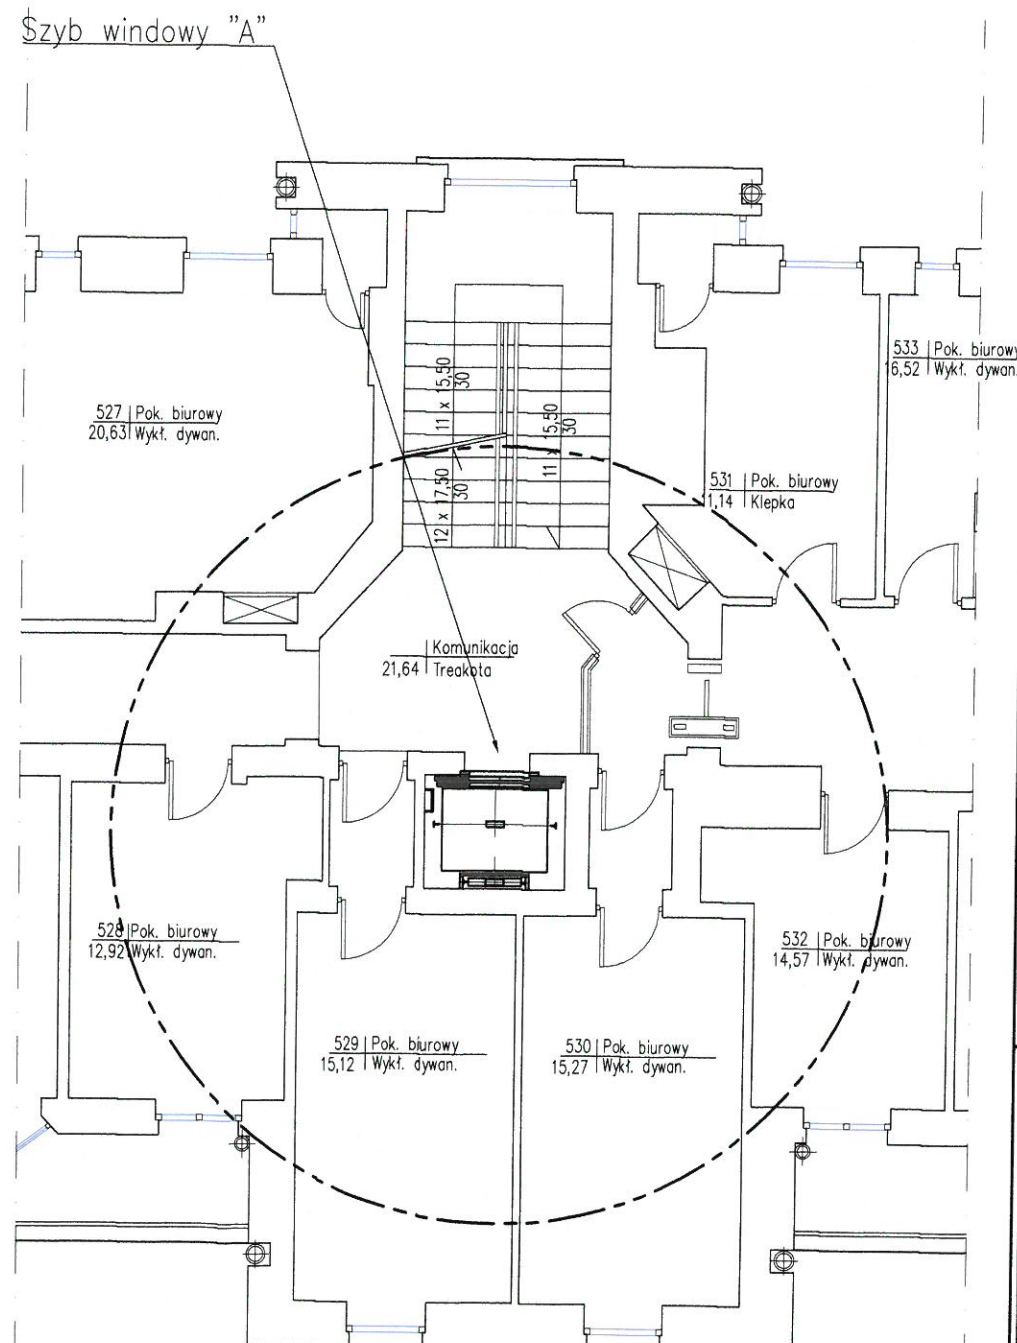 Szyb windowy "A"
533 Pok. biurowy
16,52 Wykł. dywan.
11 x 15,50
30
11 x 15,50
30
12 x 17,50
30
527 Pok. biurowy
20,63 Wykł. dywan.
531 Pok. biurowy
11,14 Klepka
Komunikacja
21,64 Treakota
528 Pok. biurowy
12,92 Wykł. dywan.
532 Pok. biurowy
14,57 Wykł. dywan.
529 Pok. biurowy
15,12 Wykł. dywan.
530 Pok. biurowy
15,27 Wykł. dywan.